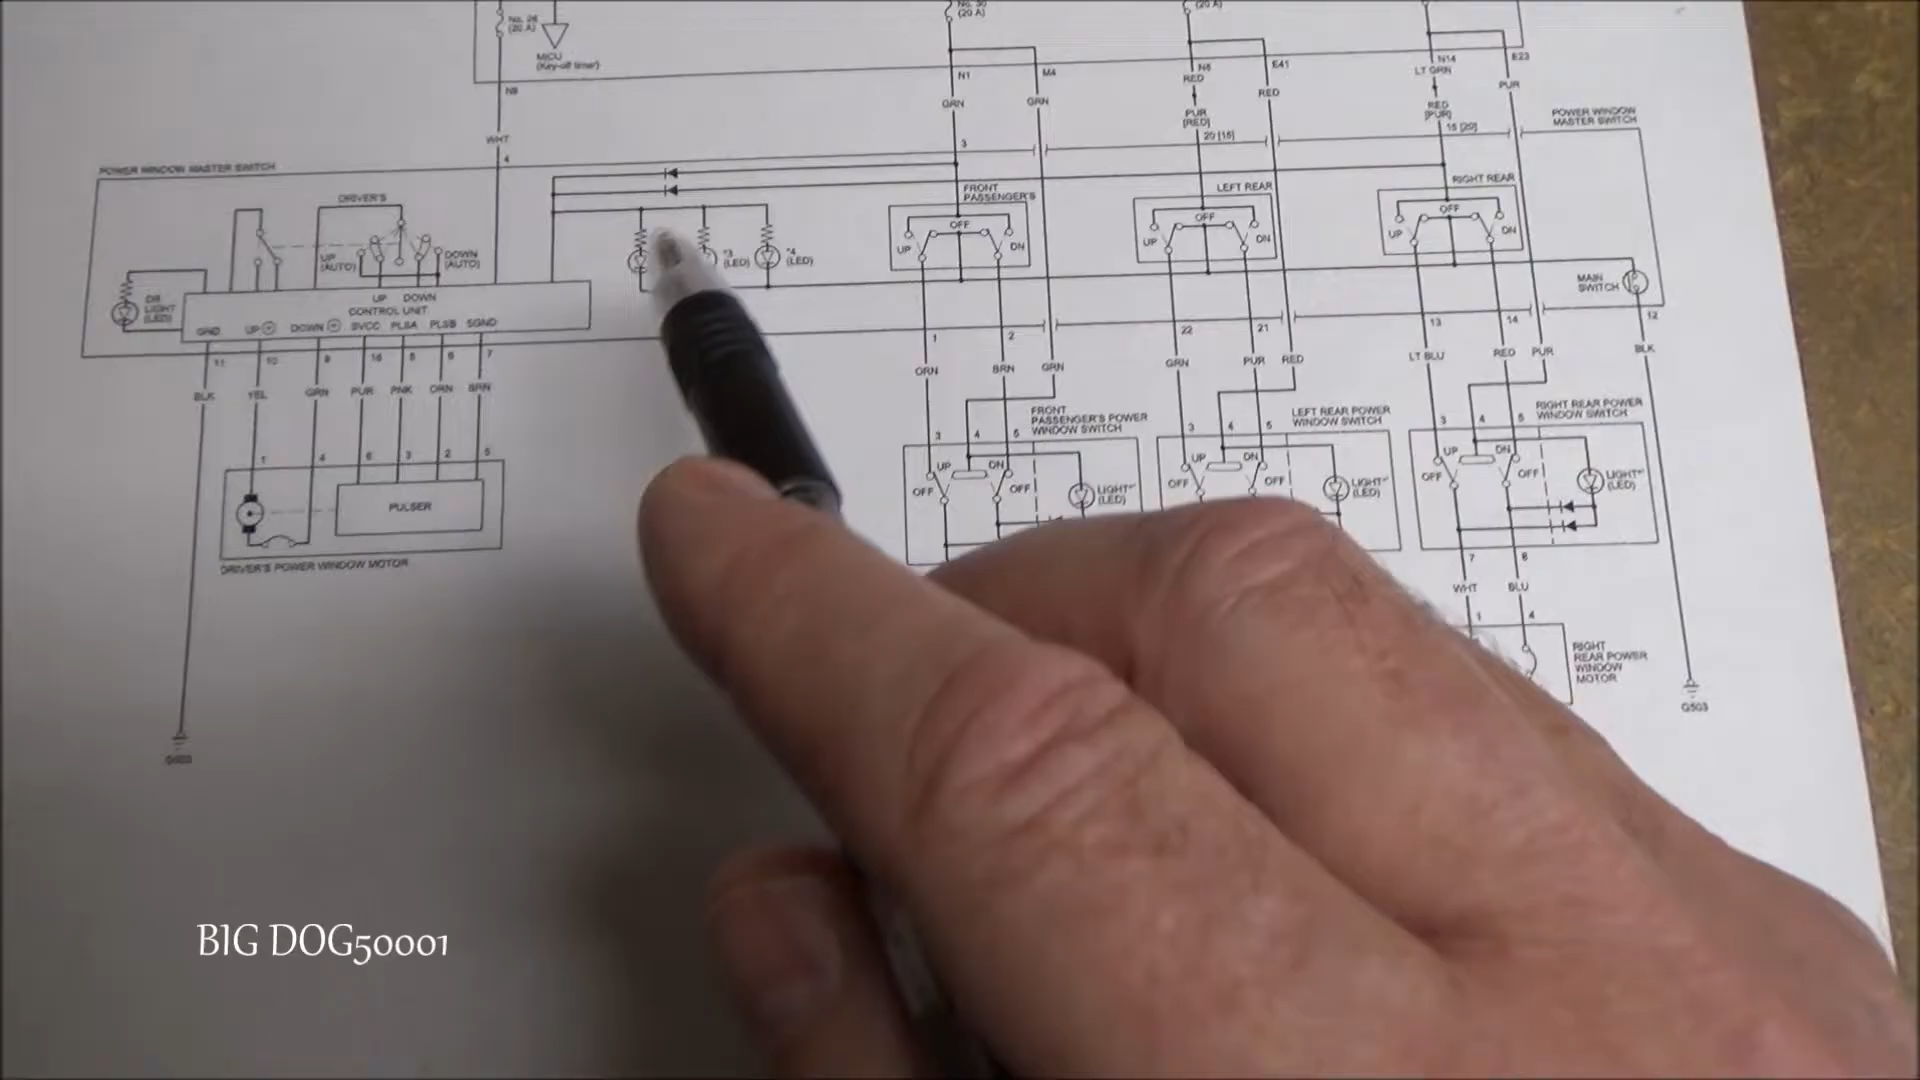 No. 26
(20 A)
MICU
(Key-off timer)
No. 30
(20 A)
(20 A)
N9
N1
M4
N6
E41
N14
E23
WHT
GRN
GRN
RED
RED
LT GRN
PUR
PUR
[RED]
RED
[PUR]
4
3
20 [15]
15 [20]
POWER WINDOW
MASTER SWITCH
POWER WINDOW MASTER SWITCH
DRIVER'S
UP
(AUTO)
DOWN
(AUTO)
UP DOWN
CONTROL UNIT
LIGHT
(LED)
GND UP DOWN SVCC PLSA PLSB SGND
*3
(LED)
*4
(LED)
FRONT
PASSENGER'S
OFF
UP DN
LEFT REAR
OFF
UP DN
RIGHT REAR
OFF
UP DN
MAIN
SWITCH
11 10 9 16 5 6 7
1 2 22 21 13 14 12
BLK YEL GRN PUR PNK ORN BRN
ORN BRN GRN
GRN PUR RED
LT BLU RED PUR
BLK
1 4 6 3 2 5
PULSER
DRIVER'S POWER WINDOW MOTOR
FRONT
PASSENGER'S POWER
WINDOW SWITCH
3 4 5
UP DN
OFF OFF
LIGHT
(LED)
LEFT REAR POWER
WINDOW SWITCH
3 4 5
UP DN
OFF OFF
LIGHT
(LED)
RIGHT REAR POWER
WINDOW SWITCH
3 4 5
UP DN
OFF OFF
LIGHT
(LED)
7 8
WHT BLU
1 4
RIGHT
REAR POWER
WINDOW
MOTOR
G503
BIG DOG50001